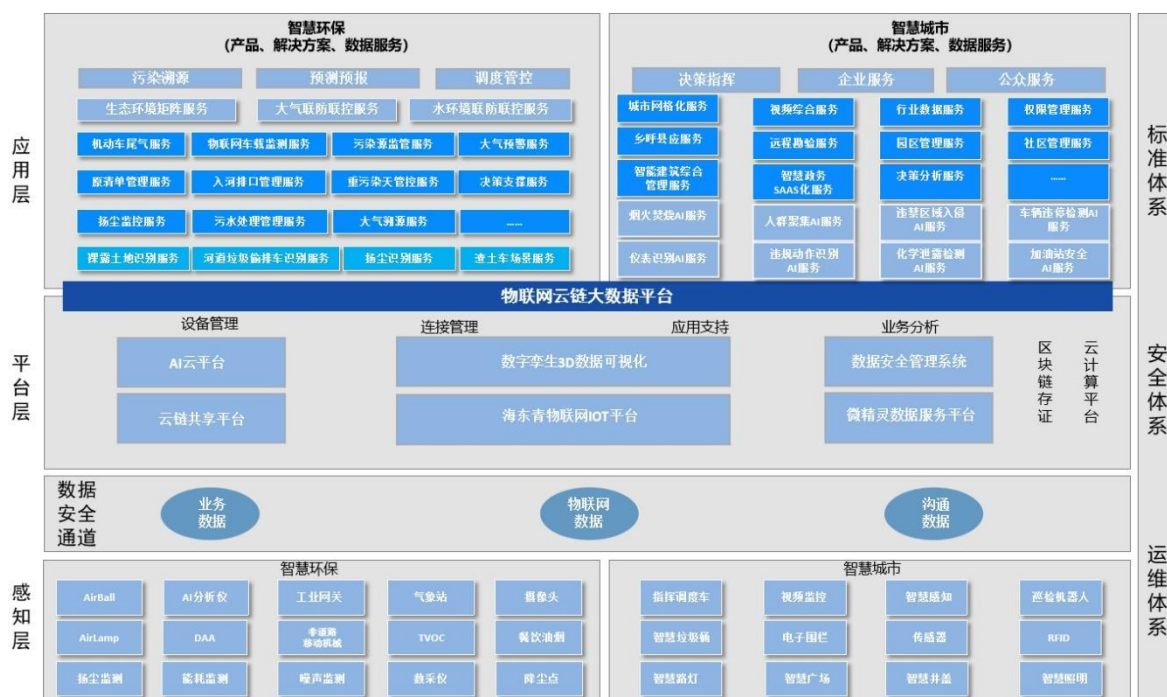 智慧环保
(产品、解决方案、数据服务)
污染溯源
预测预报
调度管控
生态环境矩阵服务
大气联防联控服务
水环境联防联控服务
机动车尾气服务
物联网车载监测服务
污染源监管服务
大气预警服务
原清单管理服务
入河排口管理服务
重污染天管控服务
决策支撑服务
扬尘监控服务
污水处理管理服务
大气溯源服务
......
裸露土地识别服务
河道垃圾偷排车识别服务
扬尘识别服务
渣土车场景服务
智慧城市
(产品、解决方案、数据服务)
决策指挥
企业服务
公众服务
城市网格化服务
视频综合服务
行业数据服务
权限管理服务
乡呼县应服务
远程勘验服务
园区管理服务
社区管理服务
智能建筑综合
管理服务
智慧政务
SAAS化服务
决策分析服务
......
烟火焚烧AI服务
人群聚集AI服务
违禁区域入侵
AI服务
车辆违停检测AI
服务
仪表识别AI服务
违规动作识别
AI服务
化学泄露检测
AI服务
加油站安全
AI服务
应用层
物联网云链大数据平台
设备管理
连接管理
应用支持
业务分析
AI云平台
数字孪生3D数据可视化
数据安全管理系统
云链共享平台
海东青物联网IOT平台
微精灵数据服务平台
区块链存证
云计算平台
平台层
数据
安全
通道
业务
数据
物联网
数据
沟通
数据
感知层
智慧环保
AirBall
AI分析仪
工业网关
气象站
摄像头
AirLamp
DAA
非道路
移动机械
TVOC
餐饮油烟
扬尘监测
能耗监测
噪声监测
数采仪
降尘点
智慧城市
指挥调度车
视频监控
智慧感知
巡检机器人
智慧垃圾桶
电子围栏
传感器
RFID
智慧路灯
智慧广场
智慧井盖
智慧照明
标准体系
安全体系
运维体系